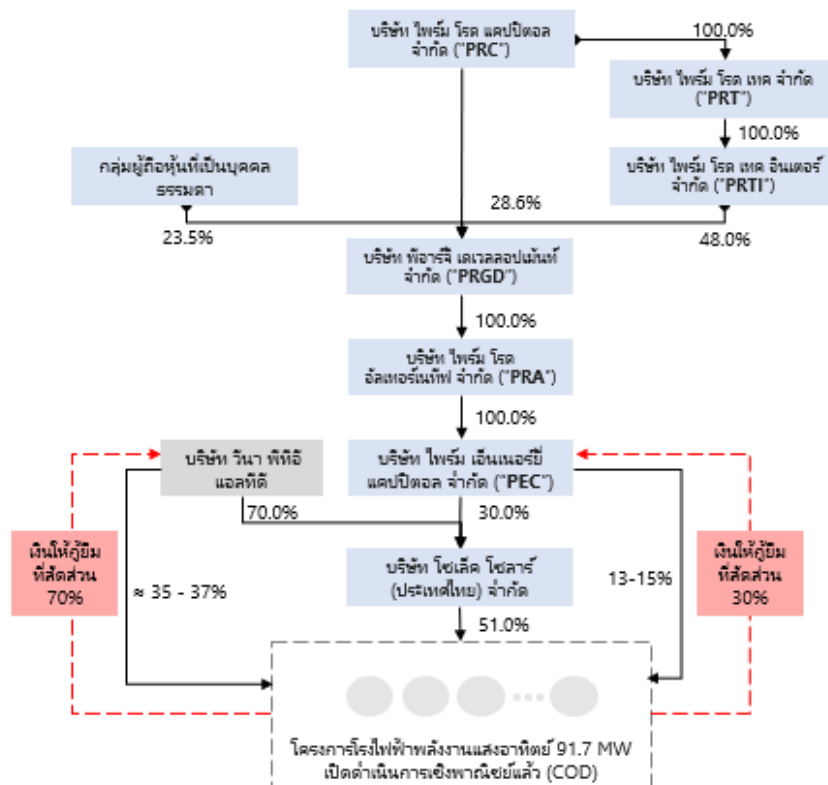 บริษัท ไพร์ม โรด แคปปิตอล
จำกัด ("PRC")
100.0%
บริษัท ไพร์ม โรด เทค จำกัด
("PRT")
100.0%
กลุ่มผู้ถือหุ้นที่เป็นบุคคล
ธรรมดา
บริษัท ไพร์ม โรด เทค อินเตอร์
จำกัด ("PRTI")
28.6%
23.5%
48.0%
บริษัท พีอาร์จี เดเวลลอปเม้นท์
จำกัด ("PRGD")
100.0%
บริษัท ไพร์ม โรด
อัลเทอร์เนทีฟ จำกัด ("PRA")
100.0%
บริษัท วีนา พีทีอี
แอลทีดี
บริษัท ไพร์ม เอ็นเนอร์ยี่
แคปปิตอล จำกัด ("PEC")
70.0%
30.0%
เงินให้กู้ยืม
ที่สัดส่วน
70%
≈ 35 - 37%
บริษัท โซเล็ค โซลาร์
(ประเทศไทย) จำกัด
13-15%
เงินให้กู้ยืม
ที่สัดส่วน
30%
51.0%
โครงการโรงไฟฟ้าพลังงานแสงอาทิตย์ 91.7 MW
เปิดดำเนินการเชิงพาณิชย์แล้ว (COD)